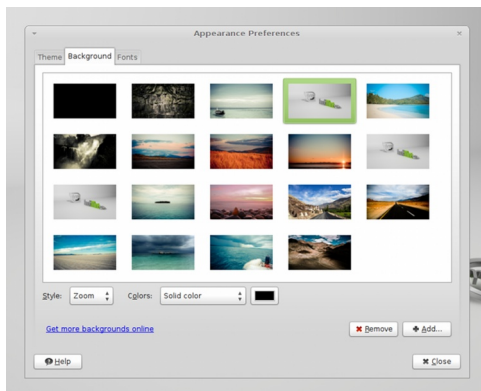 Appearance Preferences
Theme Background Fonts
Style: Zoom Colors: Solid color
Get more backgrounds online
Remove Add...
Help Close